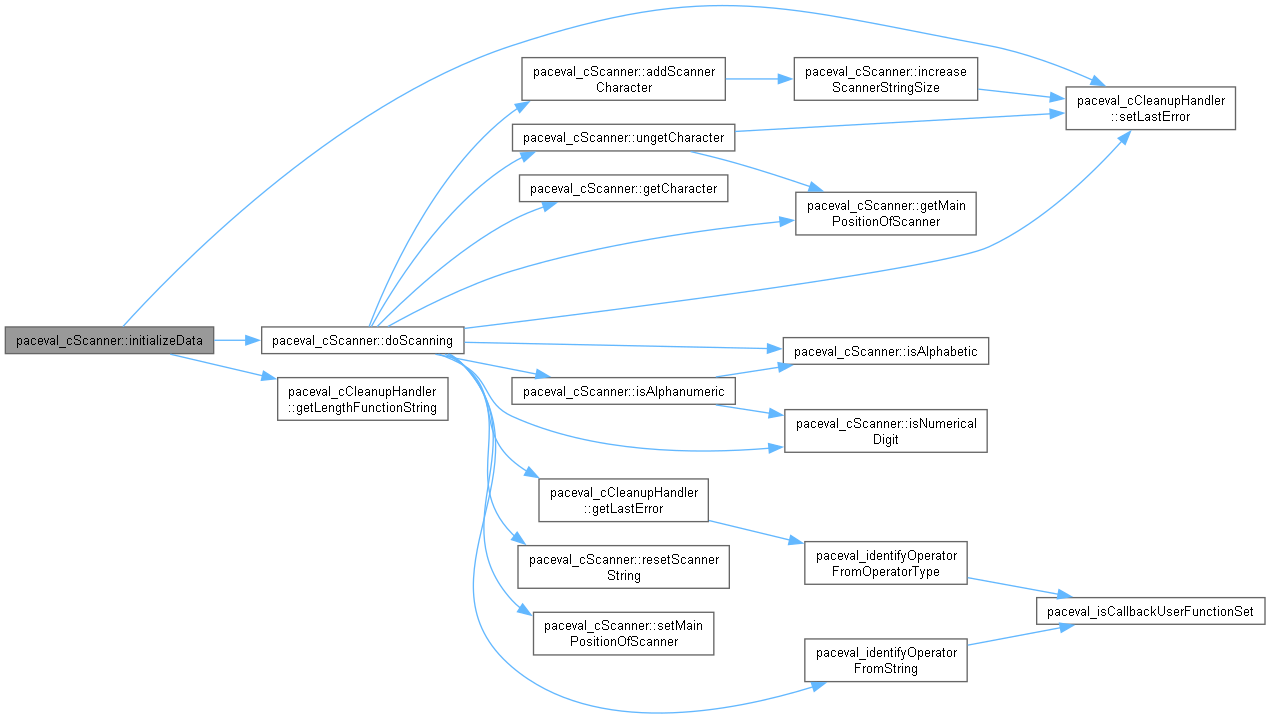 paceval_cScanner::addScanner
Character
paceval_cScanner::increase
ScannerStringSize
paceval_cCleanupHandler
::setLastError
paceval_cScanner::ungetCharacter
paceval_cScanner::getCharacter
paceval_cScanner::getMain
PositionOfScanner
paceval_cScanner::initializeData
paceval_cScanner::doScanning
paceval_cScanner::isAlphabetic
paceval_cCleanupHandler
::getLengthFunctionString
paceval_cScanner::isAlphanumeric
paceval_cScanner::isNumerical
Digit
paceval_cCleanupHandler
::getLastError
paceval_cScanner::resetScanner
String
paceval_identifyOperator
FromOperatorType
paceval_isCallbackUserFunctionSet
paceval_cScanner::setMain
PositionOfScanner
paceval_identifyOperator
FromString